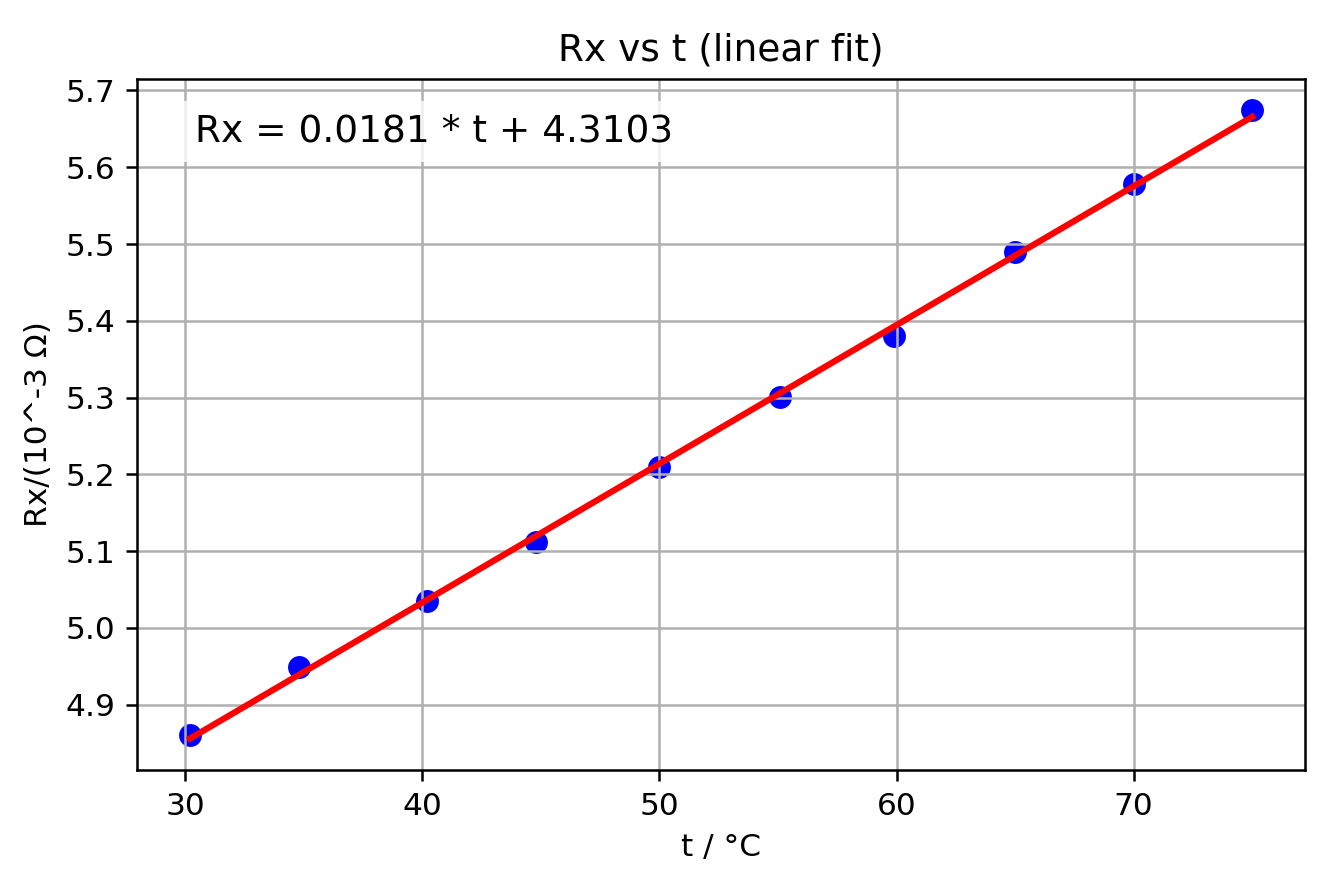 Rx vs t (linear fit)
Rx = 0.0181 * t + 4.3103
Rx/(10^-3 Ω)
5.7
5.6
5.5
5.4
5.3
5.2
5.1
5.0
4.9
30 40 50 60 70
t / °C